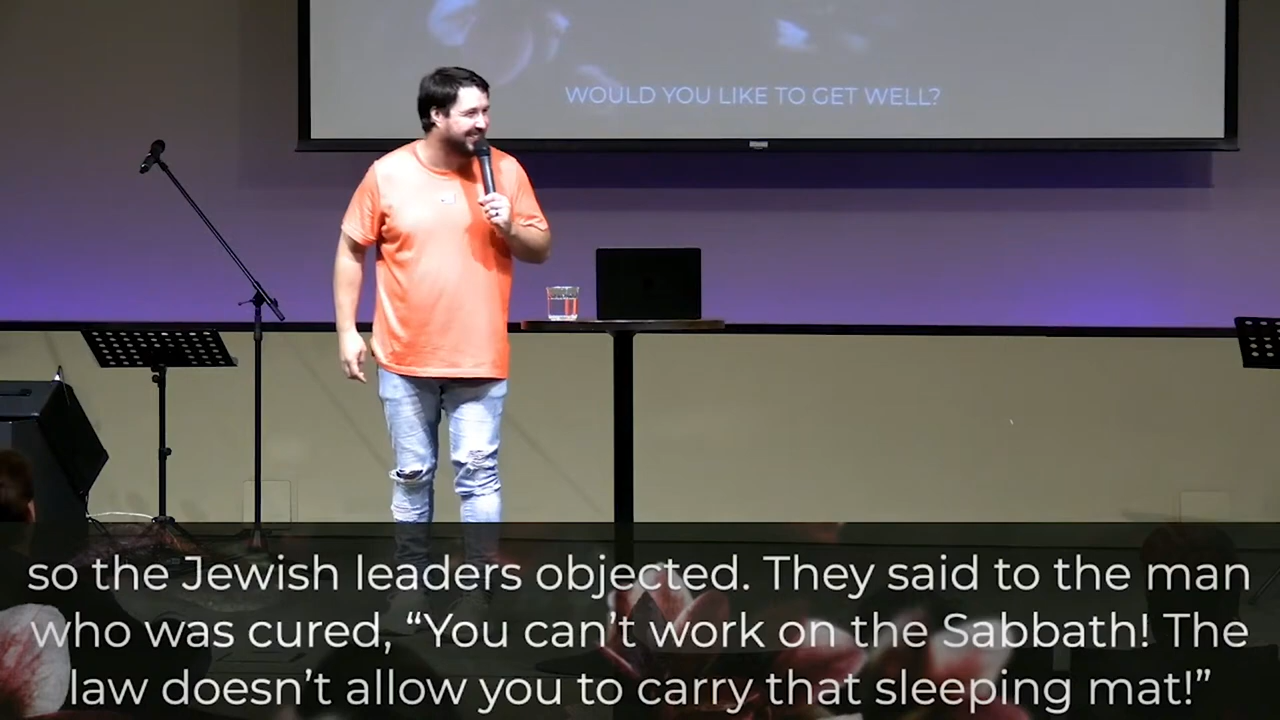 WOULD YOU LIKE TO GET WELL?
so the Jewish leaders objected. They said to the man
who was cured, “You can’t work on the Sabbath! The
law doesn’t allow you to carry that sleeping mat!”